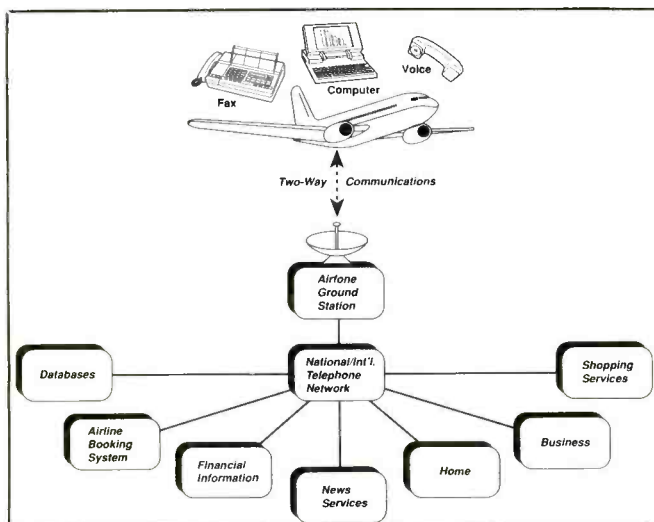 Fax
Computer
Voice
Two-Way Communications
Airfone
Ground
Station
National/Int'l.
Telephone
Network
Databases
Shopping
Services
Airline
Booking
System
Financial
Information
News
Services
Home
Business